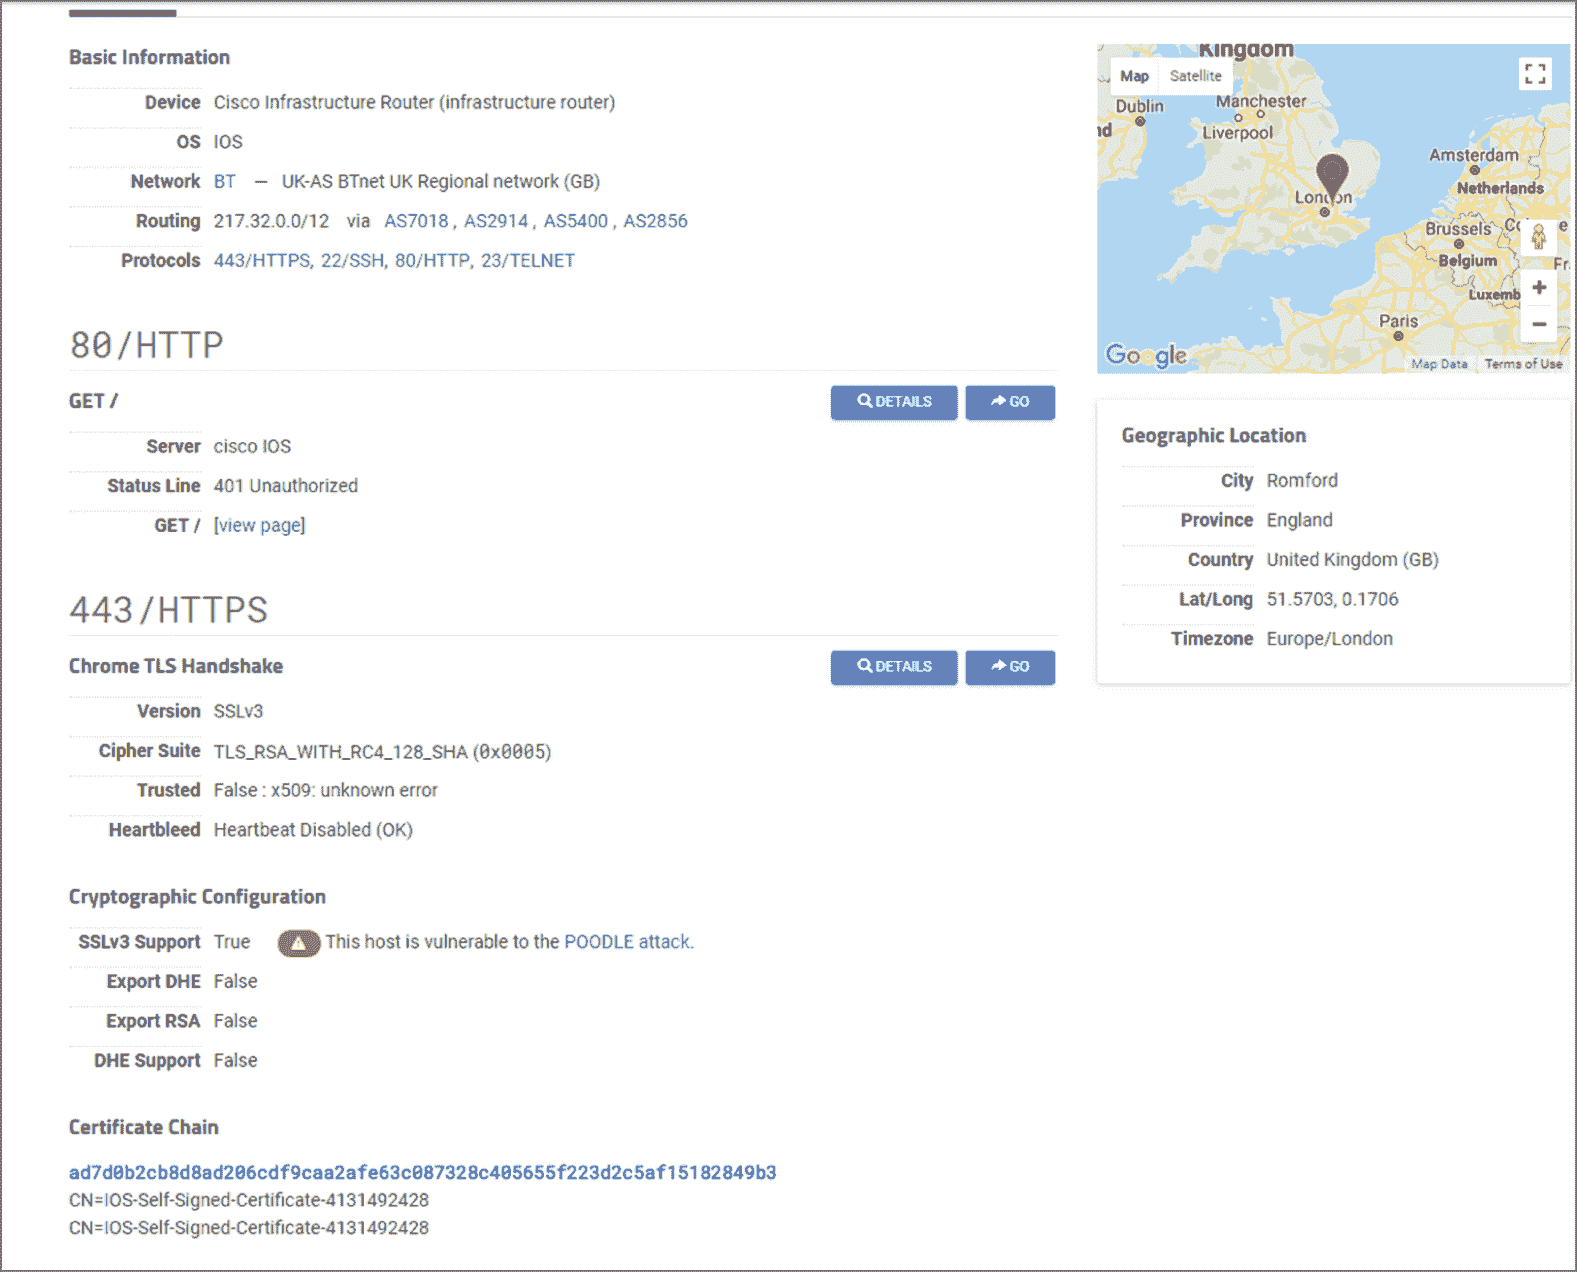 Basic Information
Device Cisco Infrastructure Router (infrastructure router)
OS IOS
Network BT — UK-AS BTnet UK Regional network (GB)
Routing 217.32.0.0/12 via AS7018 , AS2914 , AS5400 , AS2856
Protocols 443/HTTPS, 22/SSH, 80/HTTP, 23/TELNET
80/HTTP
GET /
DETAILS GO
Server cisco IOS
Status Line 401 Unauthorized
GET / [view page]
443/HTTPS
Chrome TLS Handshake
DETAILS GO
Version SSLv3
Cipher Suite TLS_RSA_WITH_RC4_128_SHA (0x0005)
Trusted False : x509: unknown error
Heartbleed Heartbeat Disabled (OK)
Cryptographic Configuration
SSLv3 Support True This host is vulnerable to the POODLE attack.
Export DHE False
Export RSA False
DHE Support False
Certificate Chain
ad7d0b2cb8d8ad206cdf9caa2afe63c087328c405655f223d2c5af15182849b3
CN=IOS-Self-Signed-Certificate-4131492428
CN=IOS-Self-Signed-Certificate-4131492428
Kingdom
Map Satellite
Dublin
Manchester
Liverpool
nd
London
Amsterdam
Netherlands
Brussels
Belgium
Luxemb
Paris
Fr
Google
Map Data Terms of Use
+
−
Geographic Location
City Romford
Province England
Country United Kingdom (GB)
Lat/Long 51.5703, 0.1706
Timezone Europe/London